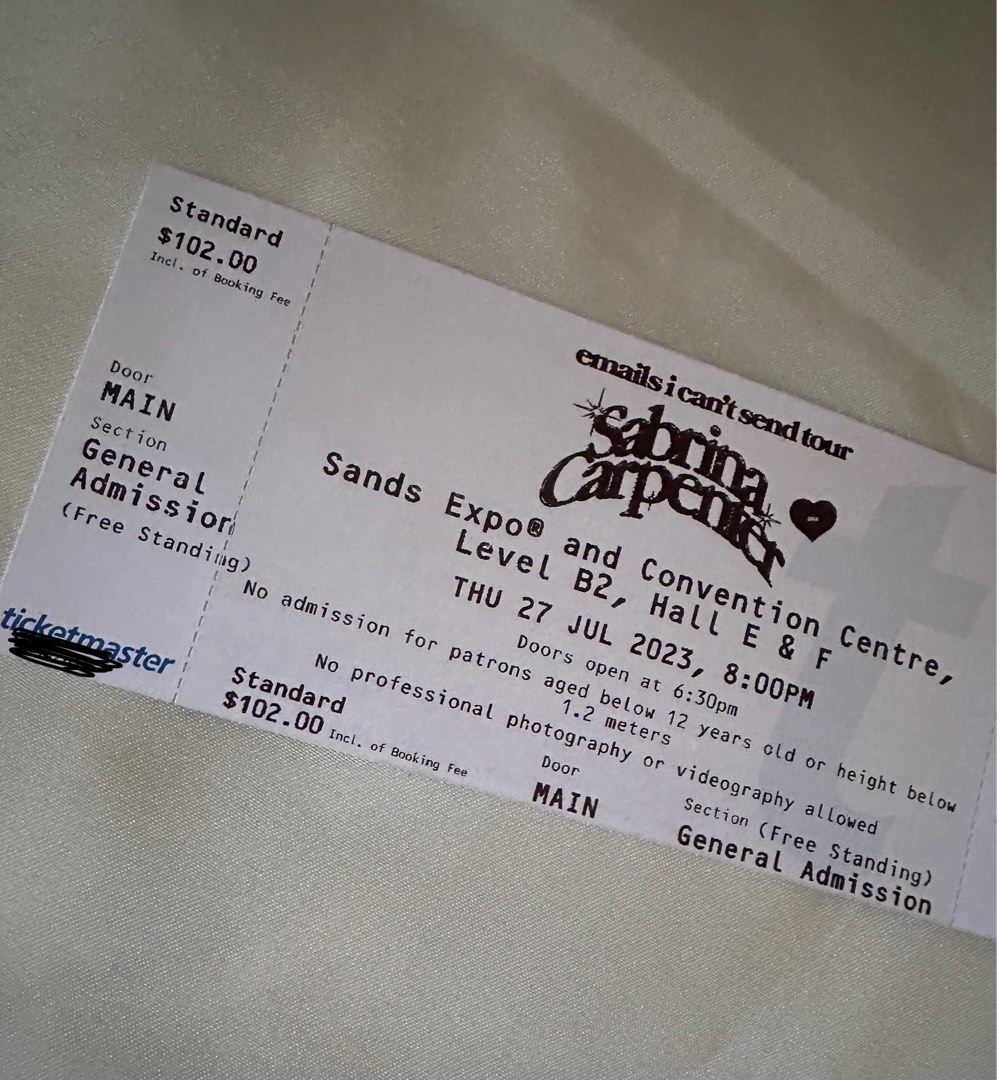 Standard
$102.00
Incl. of Booking Fee
Door
MAIN
Section
General
Admission
(Free Standing)
ticketmaster
emails i can't send tour
sabrina
Carpenter
Sands Expo® and Convention Centre,
Level B2, Hall E & F
THU 27 JUL 2023, 8:00PM
Doors open at 6:30pm
No admission for patrons aged below 12 years old or height below
1.2 meters
No professional photography or videography allowed
Standard
$102.00 Incl. of Booking Fee
Door
MAIN
Section (Free Standing)
General Admission